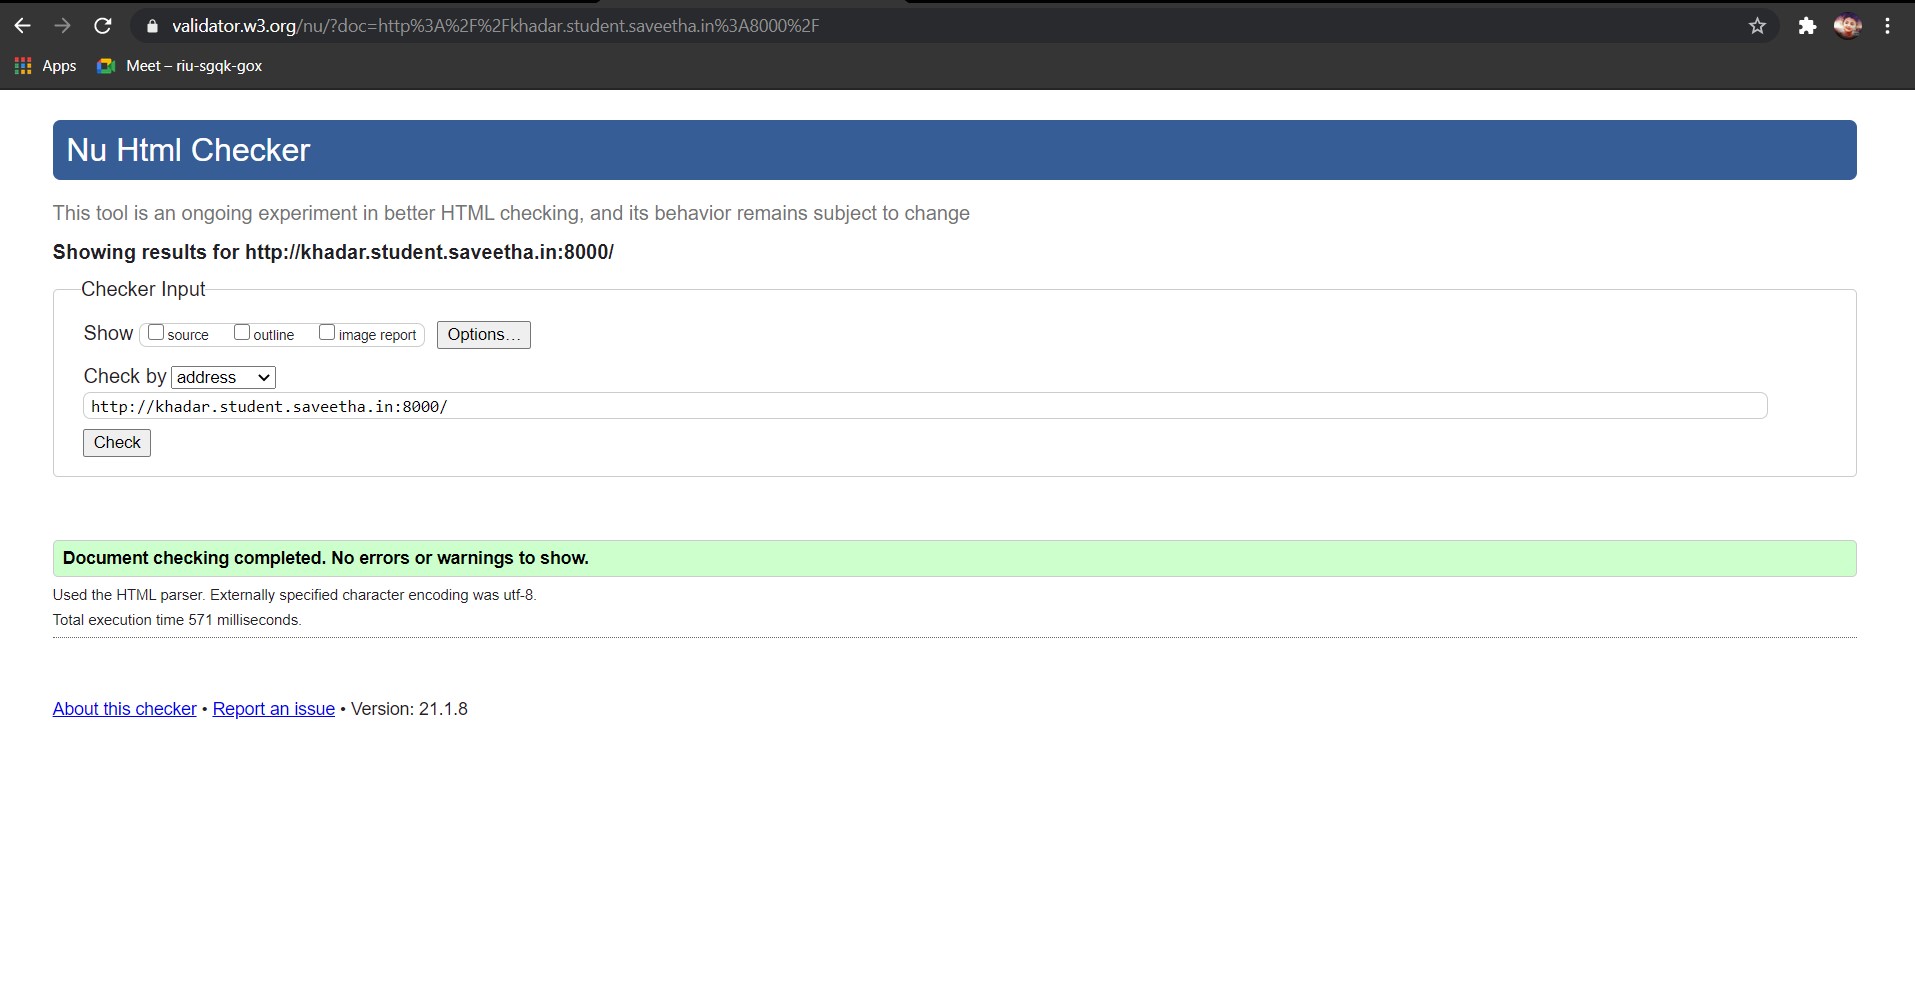 validator.w3.org/nu/?doc=http%3A%2F%2Fkhadar.student.saveetha.in%3A8000%2F
Apps Meet – riu-sgqk-gox
Nu Html Checker
This tool is an ongoing experiment in better HTML checking, and its behavior remains subject to change
Showing results for http://khadar.student.saveetha.in:8000/
Checker Input
Show source outline image report Options...
Check by address
http://khadar.student.saveetha.in:8000/
Check
Document checking completed. No errors or warnings to show.
Used the HTML parser. Externally specified character encoding was utf-8.
Total execution time 571 milliseconds.
About this checker • Report an issue • Version: 21.1.8